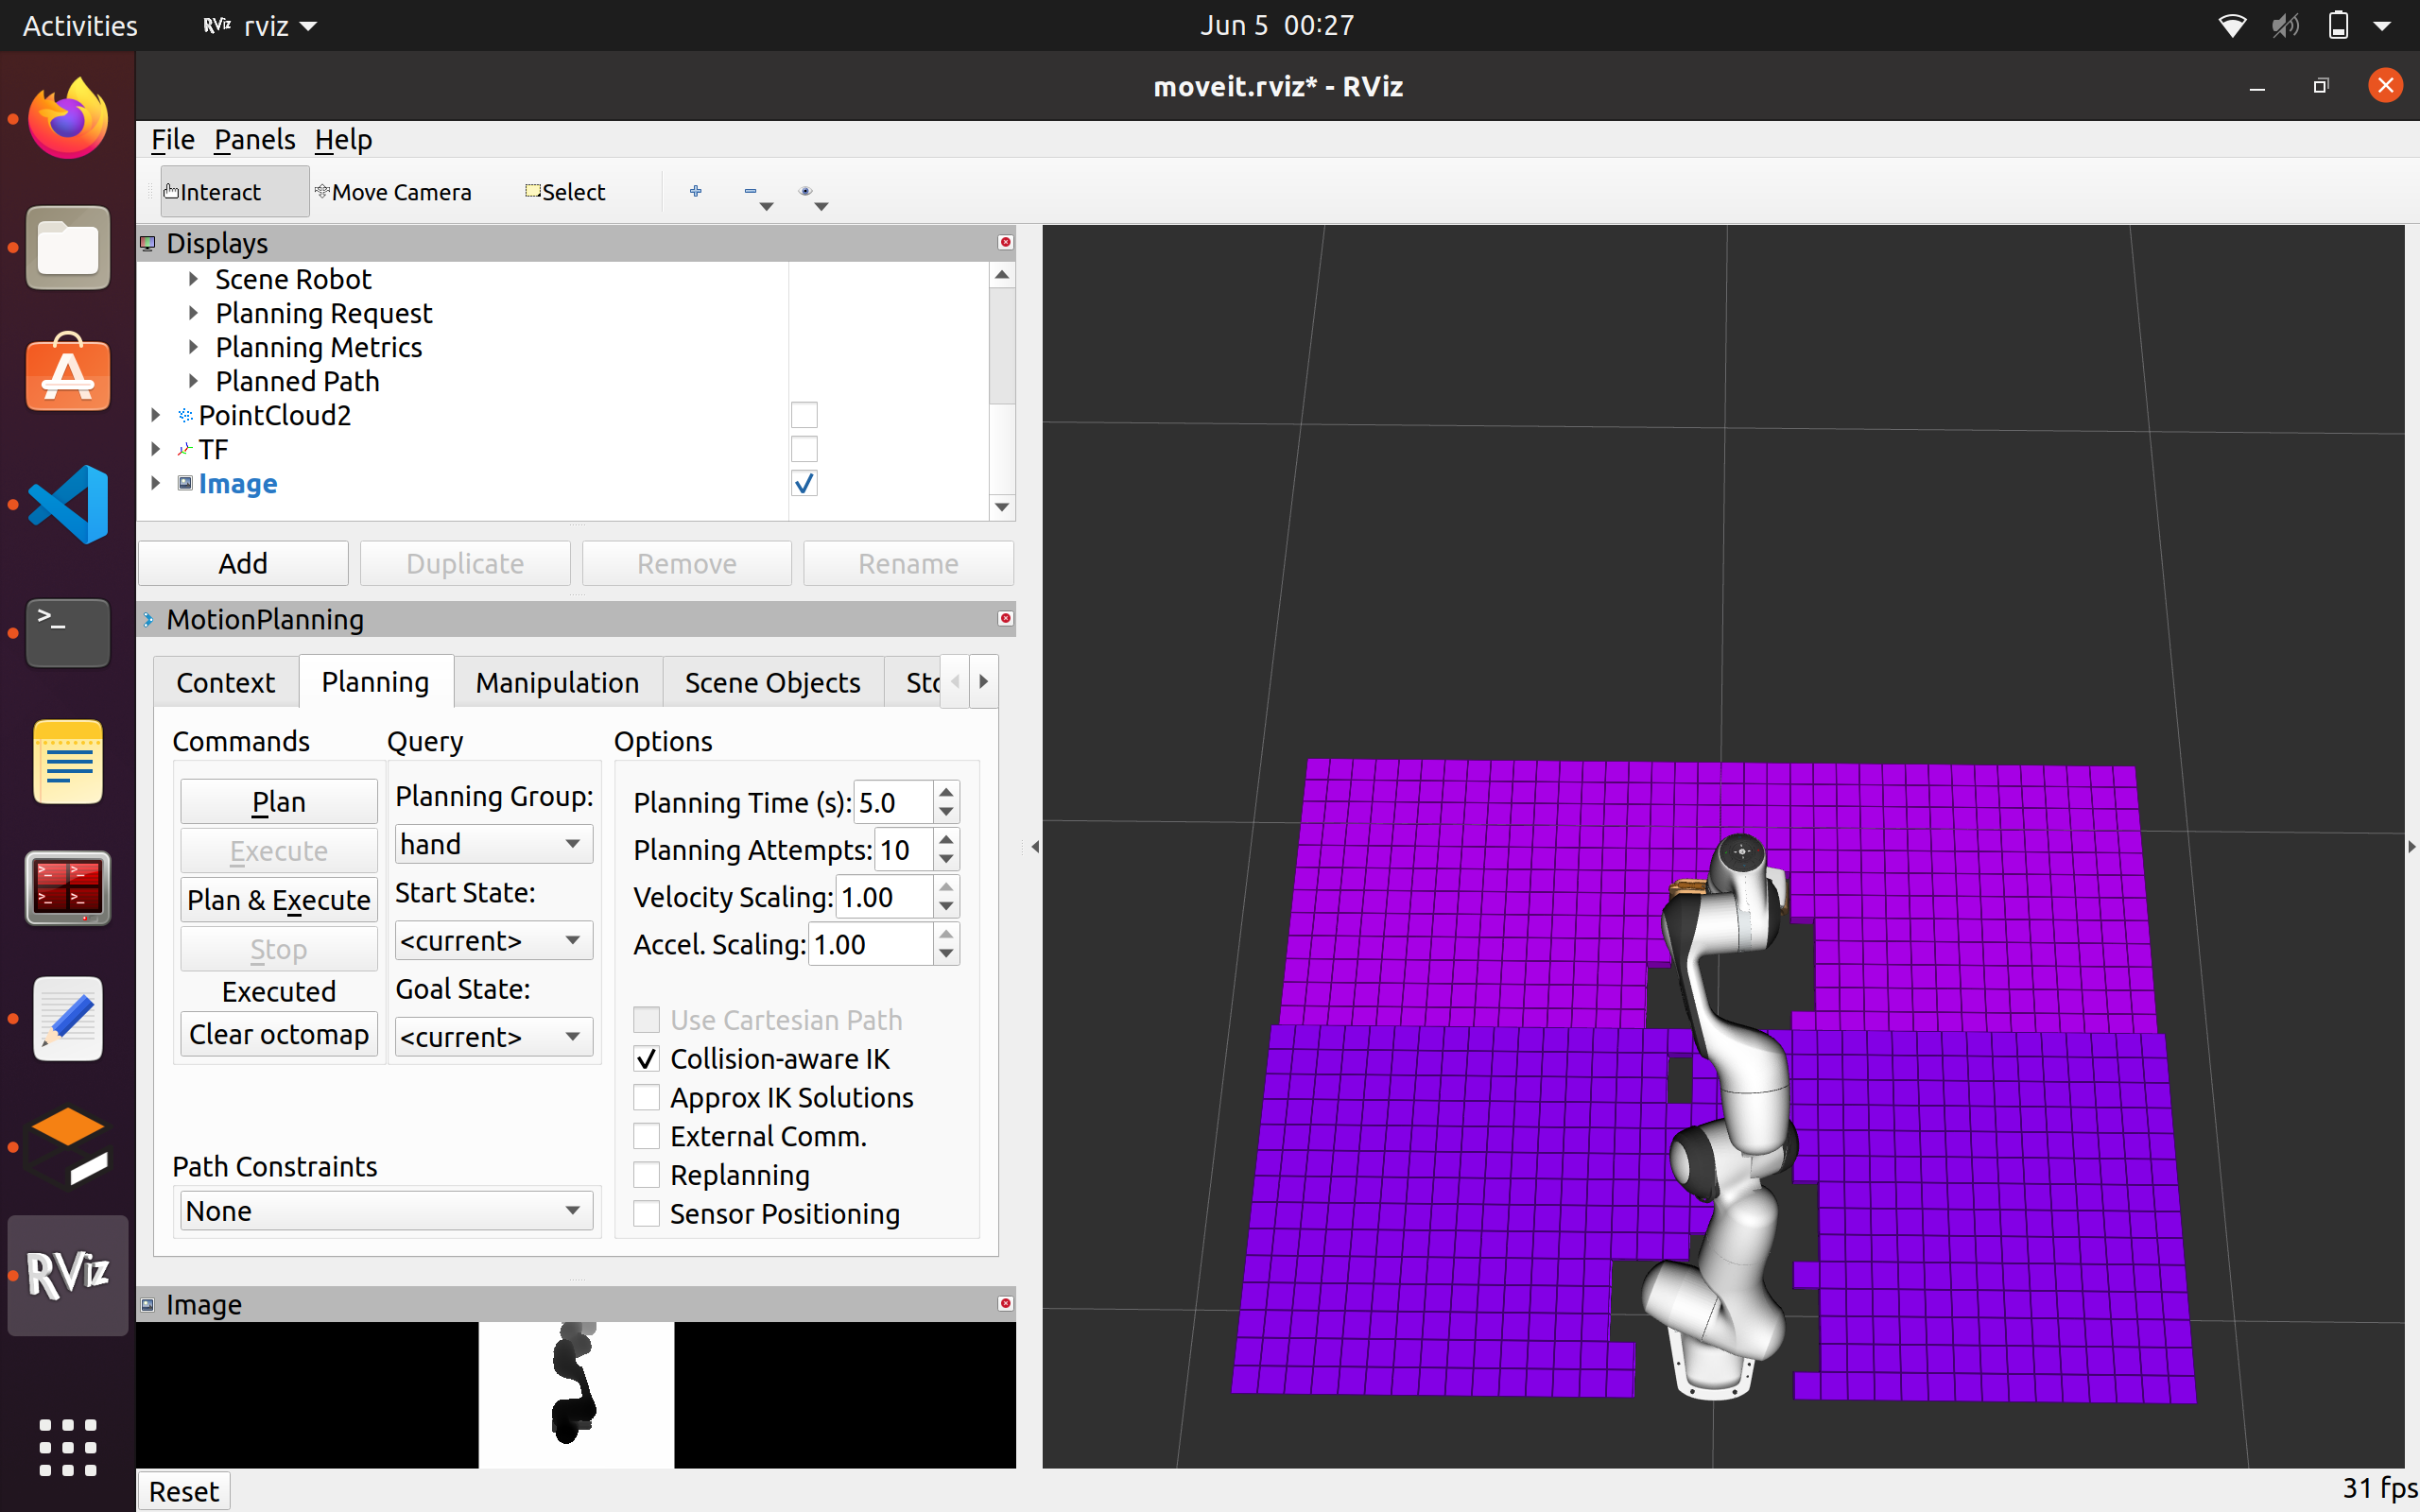 Activities
RViz rviz
Jun 5 00:27
moveit.rviz* - RViz
File Panels Help
Interact Move Camera Select
Displays
Scene Robot
Planning Request
Planning Metrics
Planned Path
PointCloud2
TF
Image
Add Duplicate Remove Rename
MotionPlanning
Context Planning Manipulation Scene Objects Sto
Commands Query Options
Plan
Execute
Plan & Execute
Stop
Executed
Clear octomap
Planning Group:
hand
Start State:
<current>
Goal State:
<current>
Planning Time (s): 5.0
Planning Attempts: 10
Velocity Scaling: 1.00
Accel. Scaling: 1.00
Use Cartesian Path
Collision-aware IK
Approx IK Solutions
External Comm.
Replanning
Sensor Positioning
Path Constraints
None
RViz
Image
Reset
31 fps